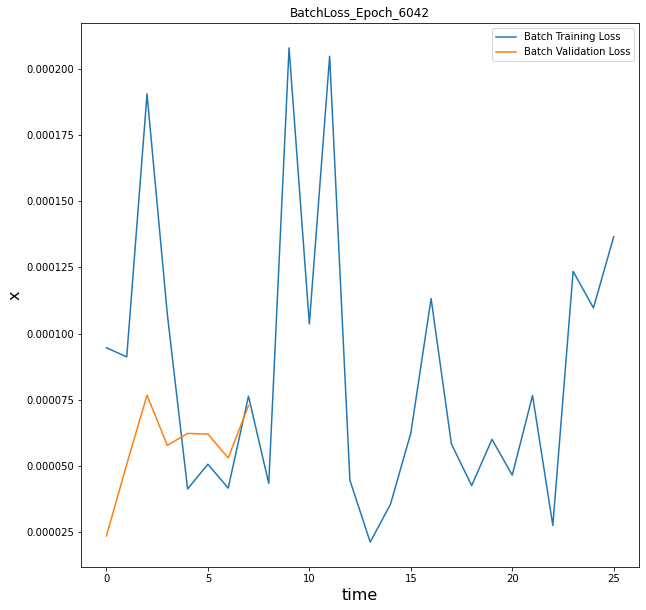 BatchLoss_Epoch_6042
Batch Training Loss
Batch Validation Loss
0.000200
0.000175
0.000150
0.000125
0.000100
0.000075
0.000050
0.000025
x
0 5 10 15 20 25
time